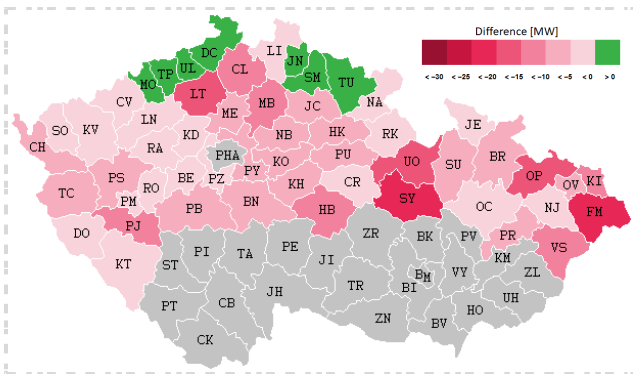 Difference [MW]
<-30 <-25 <-20 <-15 <-10 <-5 <0 >0
DC
LI
TP UL CL JN
MO SM TU
LT
CV MB JC NA
ME
LN
SO KV KD NB HK RK JE
CH RA PHA KO PU BR
UO SU
PS BE PZ PY OP
TC RO KH CR OV KI
PM SY
PB BN HB OC NJ FM
PJ
DO PR
ZR BK PV
PI TA PE VS
KT ST JI KM
BM VY ZL
JH TR BI
PT CB UH
HO
ZN BV
CK